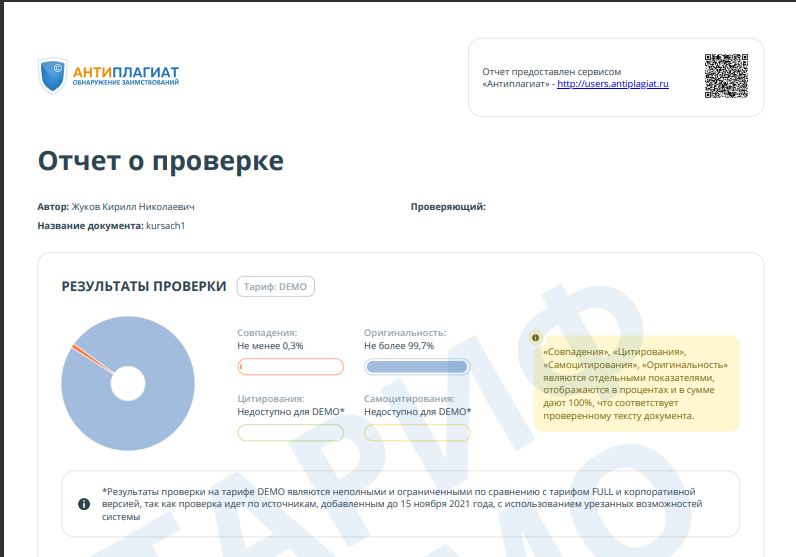 АНТИПЛАГИАТ
ОБНАРУЖЕНИЕ ЗАИМСТВОВАНИЙ
Отчет предоставлен сервисом
«Антиплагиат» - http://users.antiplagiat.ru
Отчет о проверке
Автор: Жуков Кирилл Николаевич
Проверяющий:
Название документа: kursach1
РЕЗУЛЬТАТЫ ПРОВЕРКИ
Тариф: DEMO
Совпадения:
Не менее 0,3%
Оригинальность:
Не более 99,7%
Цитирования:
Недоступно для DEMO*
Самоцитирования:
Недоступно для DEMO*
«Совпадения», «Цитирования»,
«Самоцитирования», «Оригинальность»
являются отдельными показателями,
отображаются в процентах и в сумме
дают 100%, что соответствует
проверенному тексту документа.
*Результаты проверки на тарифе DEMO являются неполными и ограниченными по сравнению с тарифом FULL и корпоративной
версией, так как проверка идет по источникам, добавленным до 15 ноября 2021 года, с использованием урезанных возможностей
системы
ТАРИФ